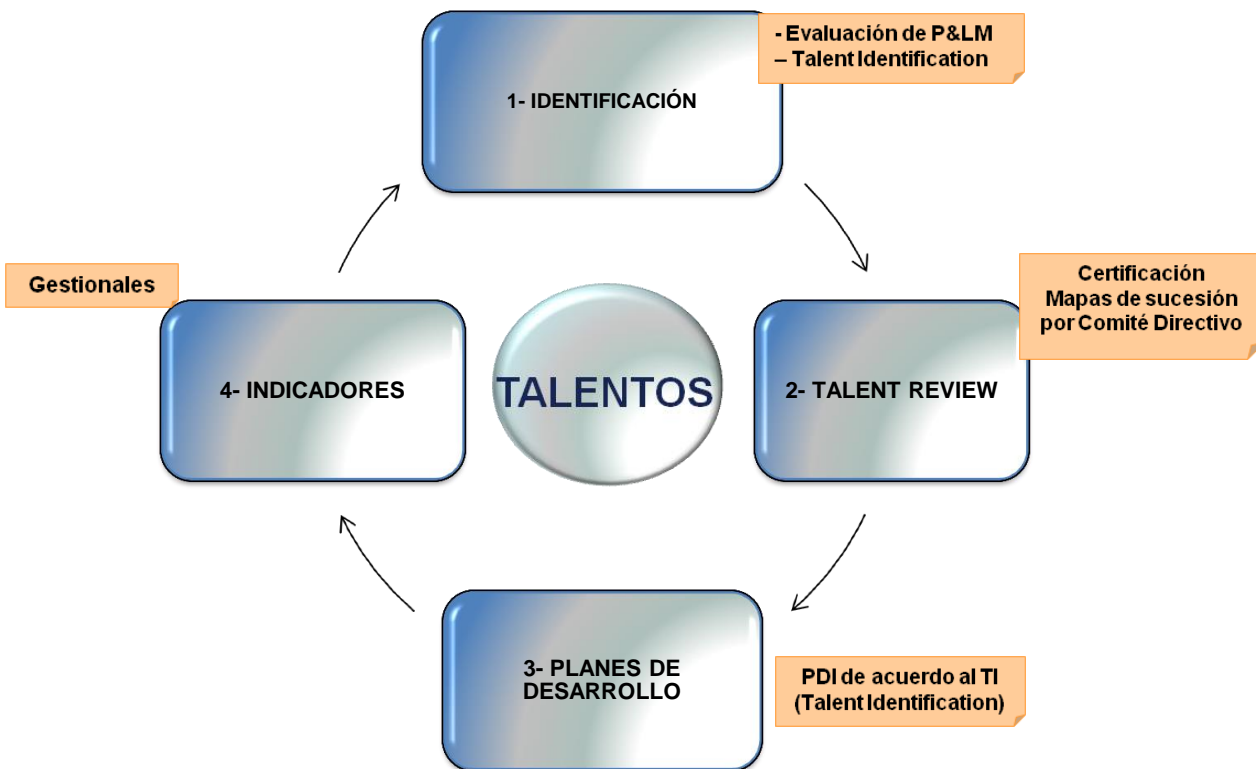 1- IDENTIFICACIÓN
- Evaluación de P&LM
– Talent Identification
Gestionales
Certificación
Mapas de sucesión
por Comité Directivo
4- INDICADORES
TALENTOS
2- TALENT REVIEW
3- PLANES DE
DESARROLLO
PDI de acuerdo al TI
(Talent Identification)